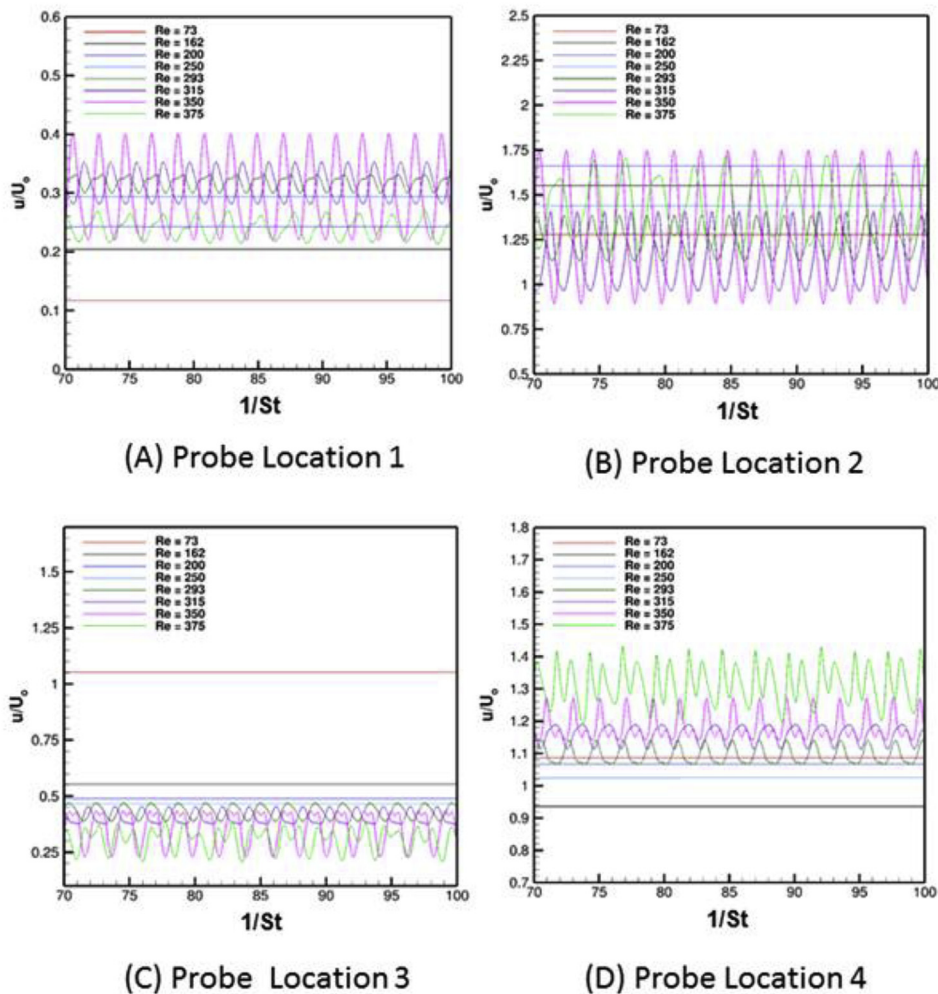 0.6
0.5
0.4
0.3
0.2
0.1
0
u/U₀
Re = 73
Re = 162
Re = 200
Re = 250
Re = 293
Re = 315
Re = 350
Re = 375
70 75 80 85 90 95 100
1/St
(A) Probe Location 1
2.5
2.25
2
1.75
1.5
1.25
1
0.75
0.5
u/U₀
Re = 73
Re = 162
Re = 200
Re = 250
Re = 293
Re = 315
Re = 350
Re = 375
70 75 80 85 90 95 100
1/St
(B) Probe Location 2
1.5
1.25
1
0.75
0.5
0.25
u/U₀
Re = 73
Re = 162
Re = 200
Re = 250
Re = 293
Re = 315
Re = 350
Re = 375
70 75 80 85 90 95 100
1/St
(C) Probe Location 3
1.8
1.7
1.6
1.5
1.4
1.3
1.2
1.1
1
0.9
0.8
0.7
u/U₀
Re = 73
Re = 162
Re = 200
Re = 250
Re = 293
Re = 315
Re = 350
Re = 375
70 75 80 85 90 95 100
1/St
(D) Probe Location 4